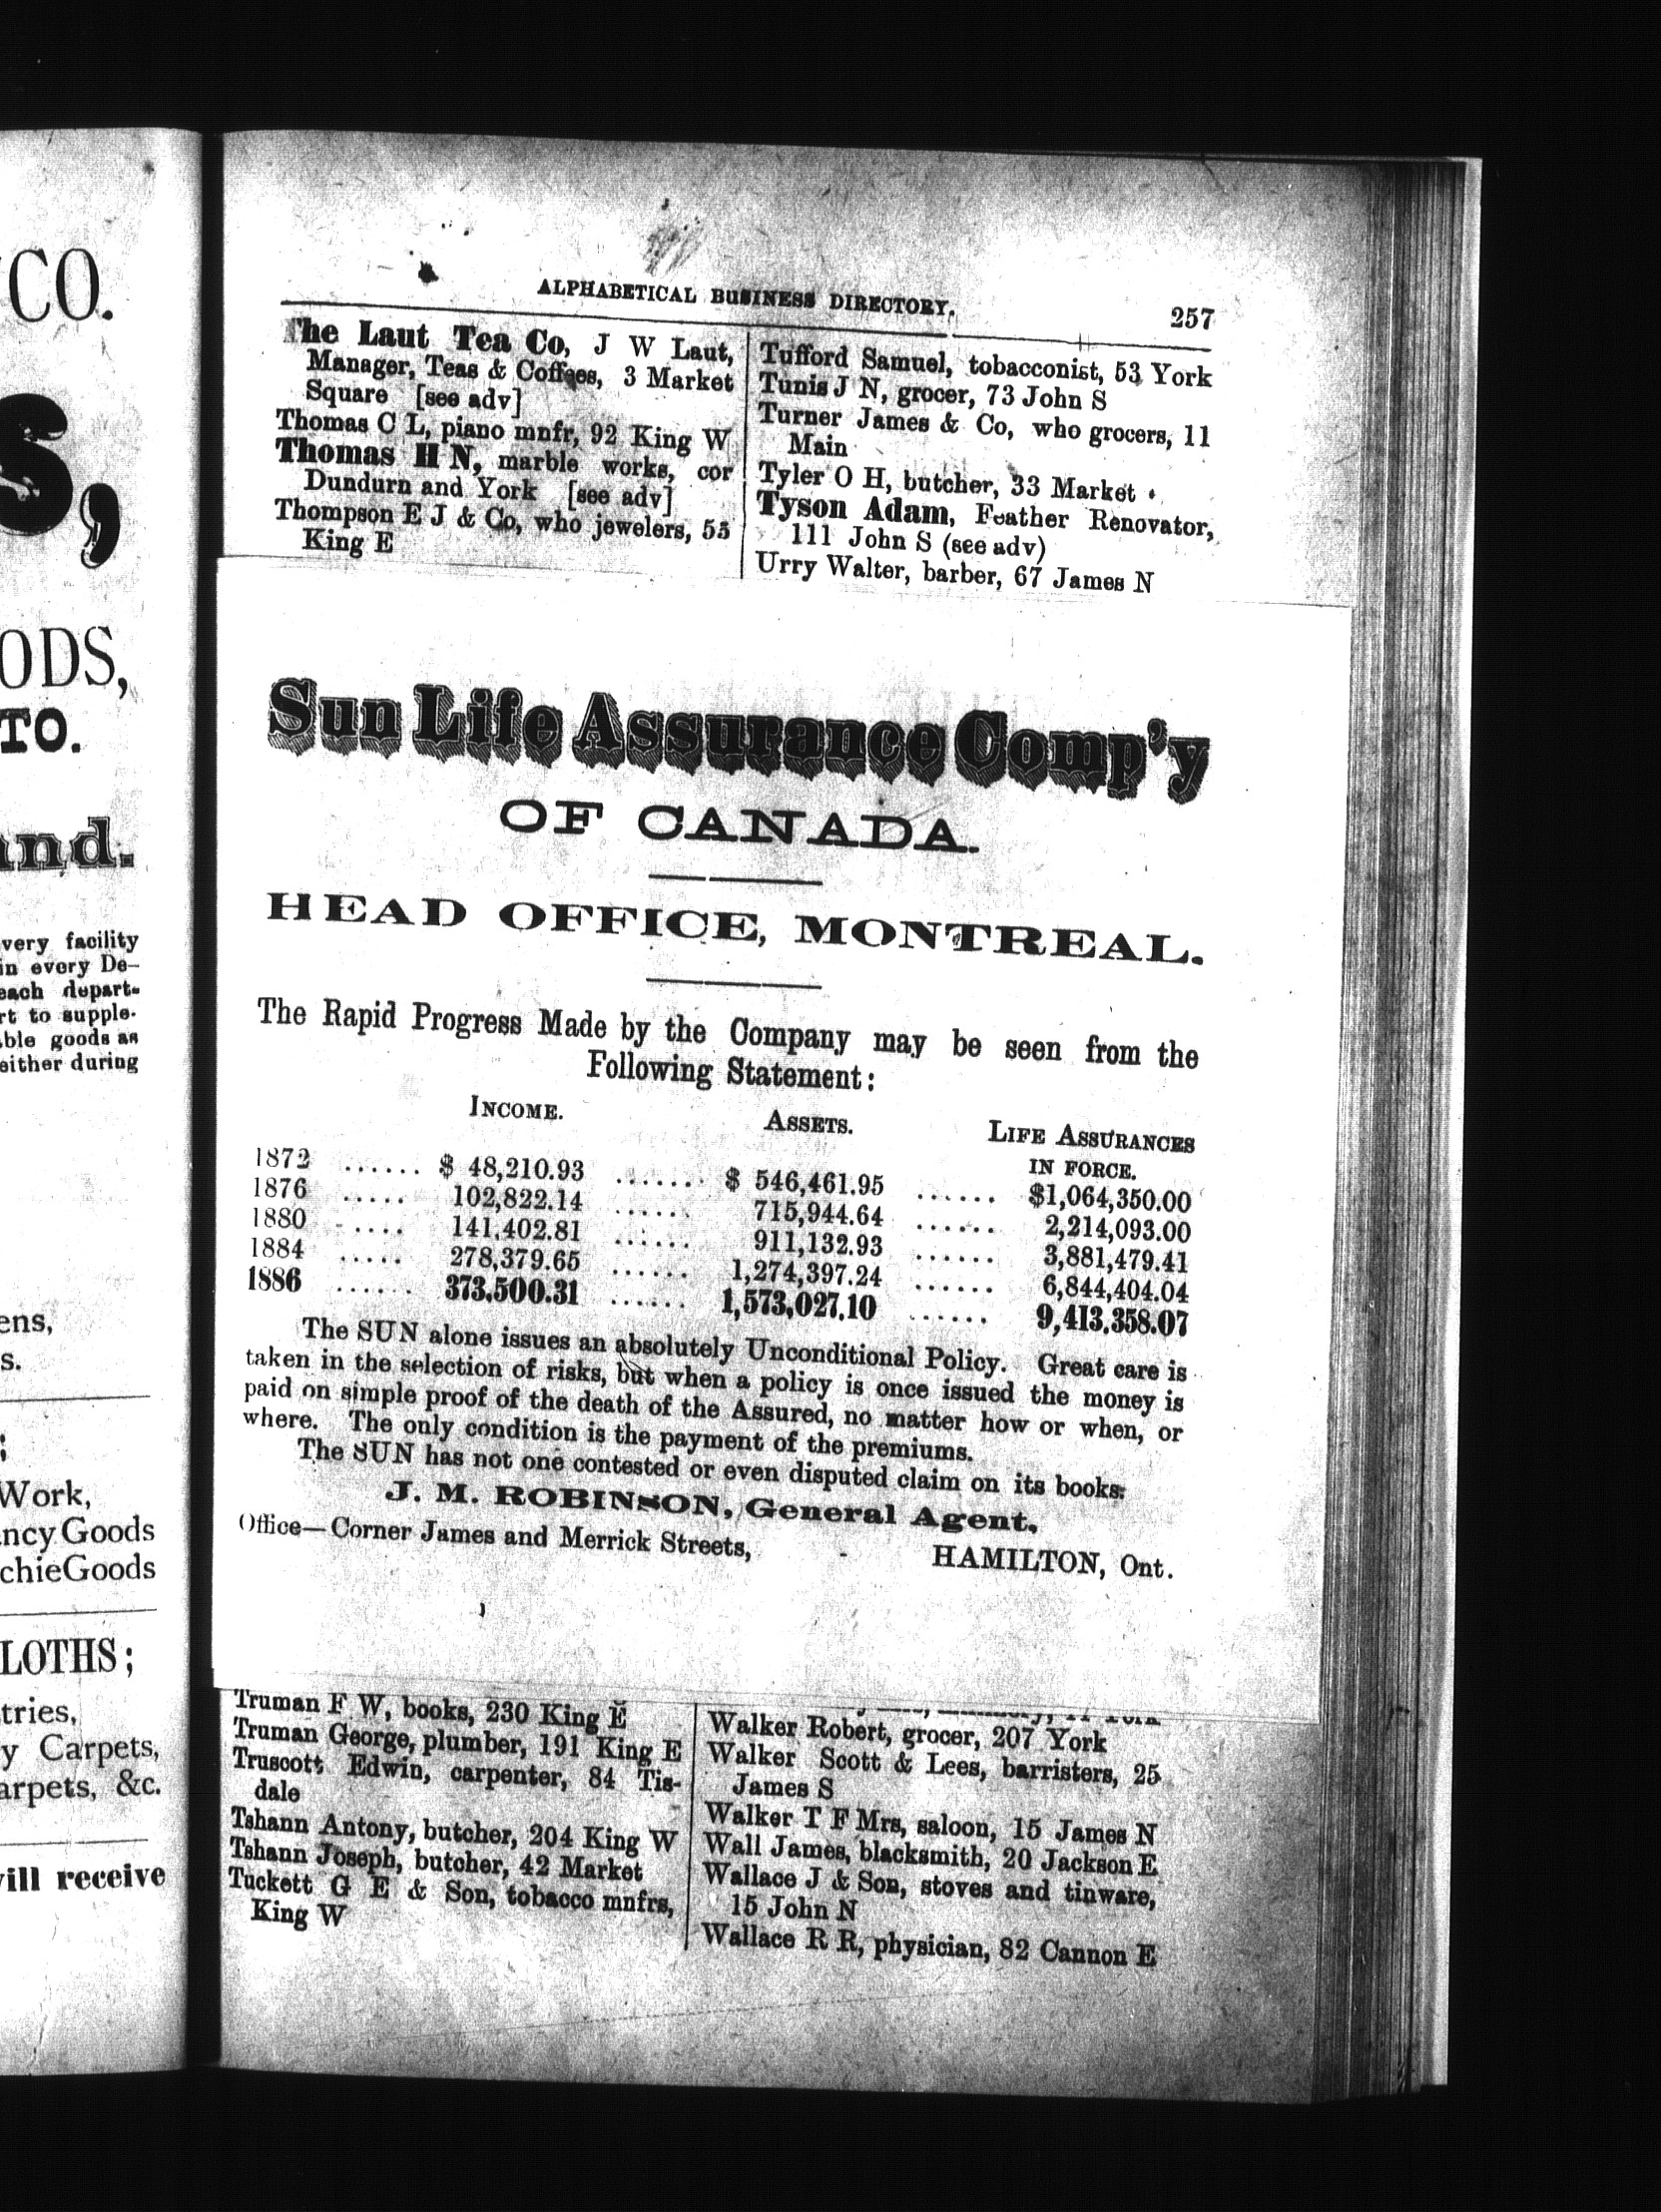 CO.
S,
ODS,
TO.
and.
very facility
in every De-
each depart-
rt to supple-
ble goods as
either during
ens,
s.
;
Work,
ncy Goods
chieGoods
LOTHS;
tries,
y Carpets,
arpets, &c.
ill receive
ALPHABETICAL BUSINESS DIRECTORY. 257
The Laut Tea Co, J W Laut,
Manager, Teas & Coffees, 3 Market
Square [see adv]
Thomas C L, piano mnfr, 92 King W
Thomas H N, marble works, cor
Dundurn and York [see adv]
Thompson E J & Co, who jewelers, 55
King E
Tufford Samuel, tobacconist, 53 York
Tunis J N, grocer, 73 John S
Turner James & Co, who grocers, 11
Main
Tyler O H, butcher, 33 Market
Tyson Adam, Feather Renovator,
111 John S (see adv)
Urry Walter, barber, 67 James N
Sun Life Assurance Comp'y
OF CANADA.
HEAD OFFICE, MONTREAL.
The Rapid Progress Made by the Company may be seen from the
Following Statement:
INCOME. ASSETS. LIFE ASSURANCES
IN FORCE.
1872 ...... $ 48,210.93 ....... $ 546,461.95 ...... $1,064,350.00
1876 ..... 102,822.14 ...... 715,944.64 ...... 2,214,093.00
1880 ..... 141,402.81 ...... 911,132.93 ...... 3,881,479.41
1884 ..... 278,379.65 ...... 1,274,397.24 ...... 6,844,404.04
1886 ...... 373,500.31 ...... 1,573,027.10 ...... 9,413,358.07
The SUN alone issues an absolutely Unconditional Policy. Great care is
taken in the selection of risks, but when a policy is once issued the money is
paid on simple proof of the death of the Assured, no matter how or when, or
where. The only condition is the payment of the premiums.
The SUN has not one contested or even disputed claim on its books:
J. M. ROBINSON, General Agent,
Office—Corner James and Merrick Streets, - HAMILTON, Ont.
Truman F W, books, 230 King E
Truman George, plumber, 191 King E
Truscott Edwin, carpenter, 84 Tis-
dale
Tshann Antony, butcher, 204 King W
Tshann Joseph, butcher, 42 Market
Tuckett G E & Son, tobacco mnfrs,
King W
Walker Robert, grocer, 207 York
Walker Scott & Lees, barristers, 25
James S
Walker T F Mrs, saloon, 15 James N
Wall James, blacksmith, 20 Jackson E
Wallace J & Son, stoves and tinware,
15 John N
Wallace R R, physician, 82 Cannon E